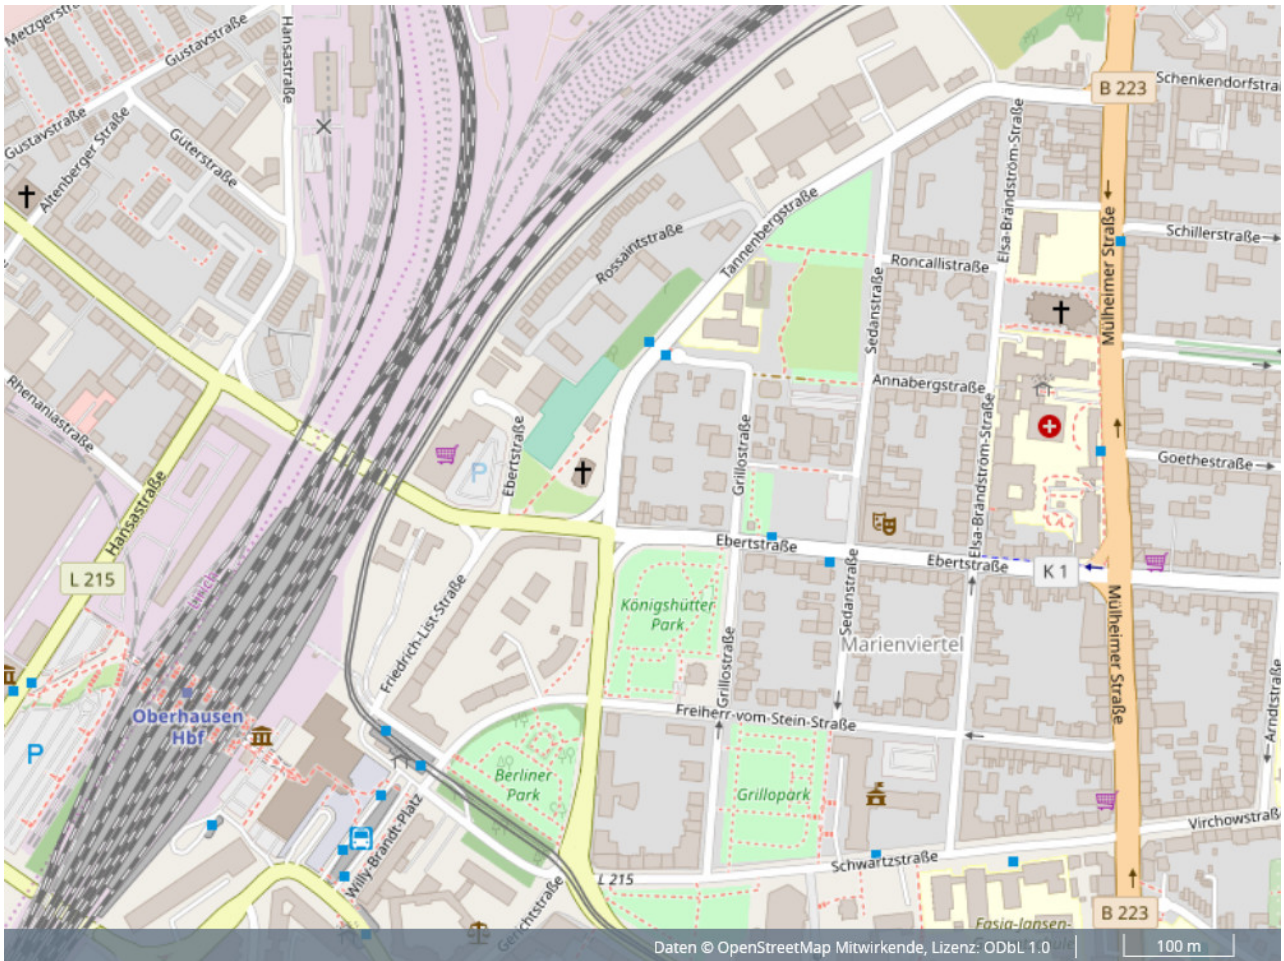 Metzgerstraße
Gustavstraße
Hansastraße
Gustavstraße
Altenberger Straße
Güterstraße
B 223
Schenkendorfstraße
Elsa-Brändström-Straße
Tannenbergstraße
Rossaintstraße
Roncallistraße
Schillerstraße
Mülheimer Straße
Sedanstraße
Annabergstraße
Rhenaniastraße
Ebertstraße
P
Grillostraße
Elsa-Brändström-Straße
Goethestraße
Hansastraße
L 215
Ebertstraße
Ebertstraße
K 1
Friedrich-List-Straße
Königshütter
Park
Sedanstraße
Marienviertel
Mülheimer Straße
Grillostraße
Arndtstraße
Oberhausen
Hbf
P
Freiherr-vom-Stein-Straße
Berliner
Park
Grillopark
Virchowstraße
Willy-Brandt-Platz
Schwartzstraße
L 215
Gerichtstraße
B 223
Fasia-Jansen-
Daten © OpenStreetMap Mitwirkende, Lizenz: ODbL 1.0
100 m